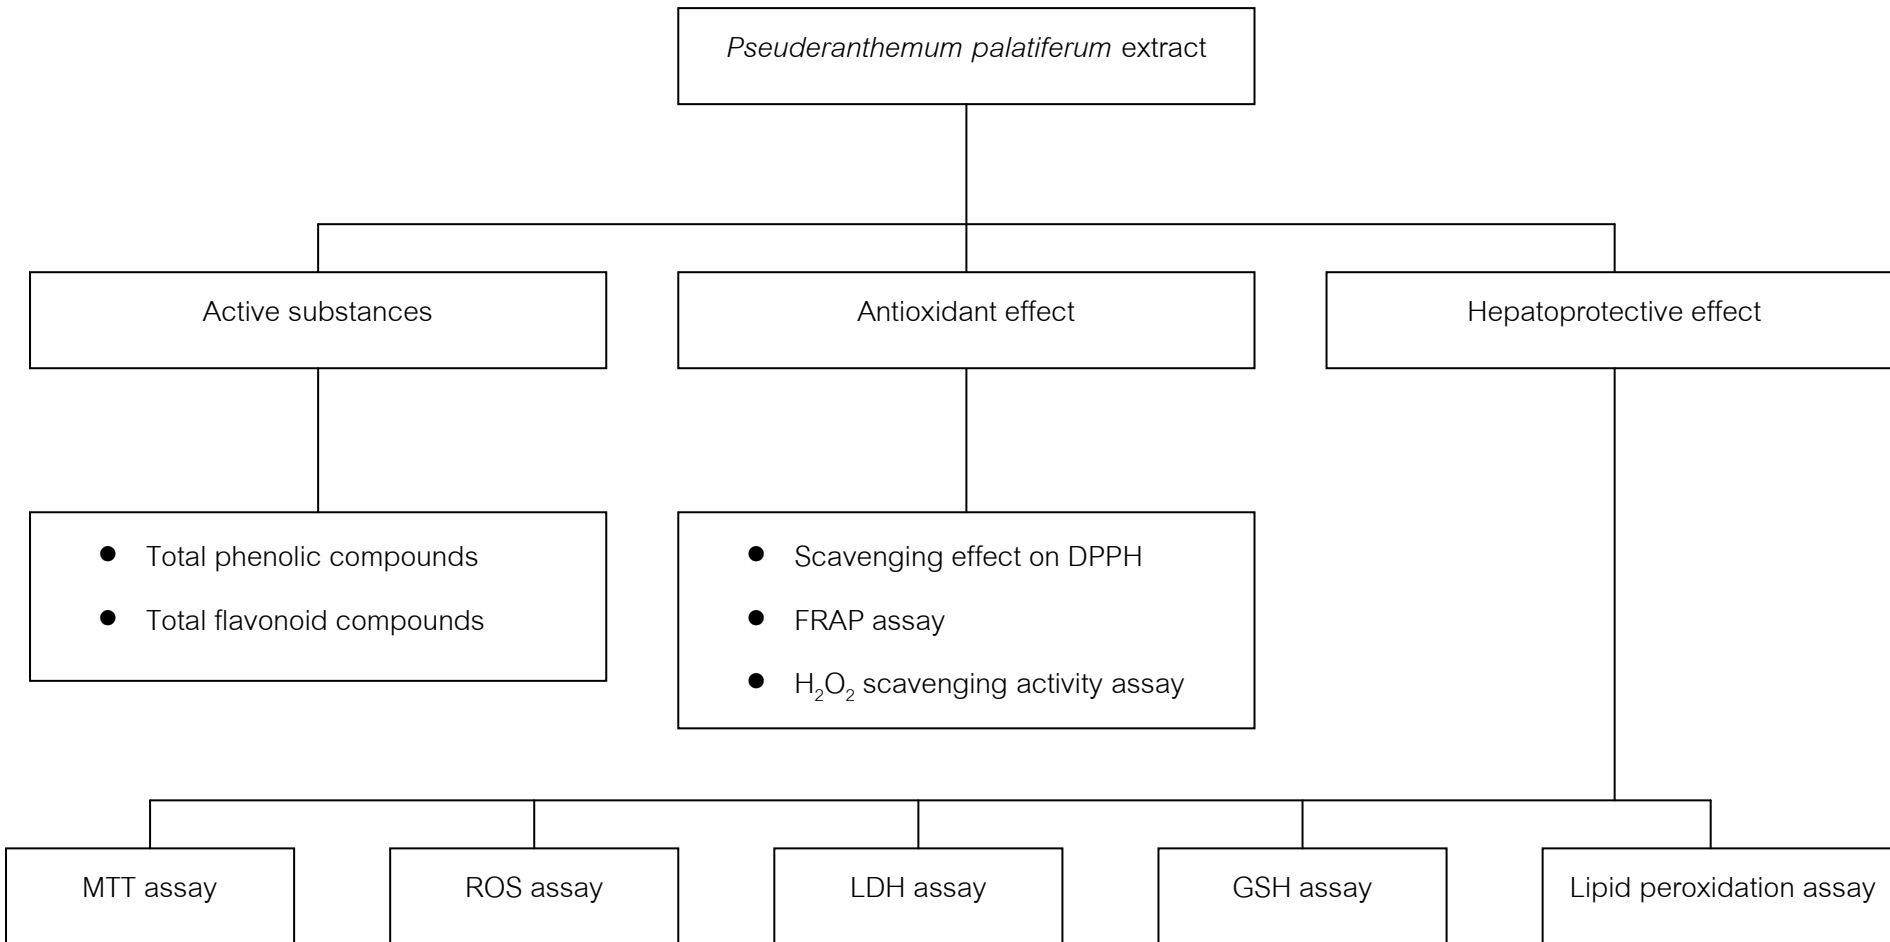 Pseuderanthemum palatiferum extract
Active substances
Antioxidant effect
Hepatoprotective effect
● Total phenolic compounds
● Total flavonoid compounds
● Scavenging effect on DPPH
● FRAP assay
● H₂O₂ scavenging activity assay
MTT assay
ROS assay
LDH assay
GSH assay
Lipid peroxidation assay